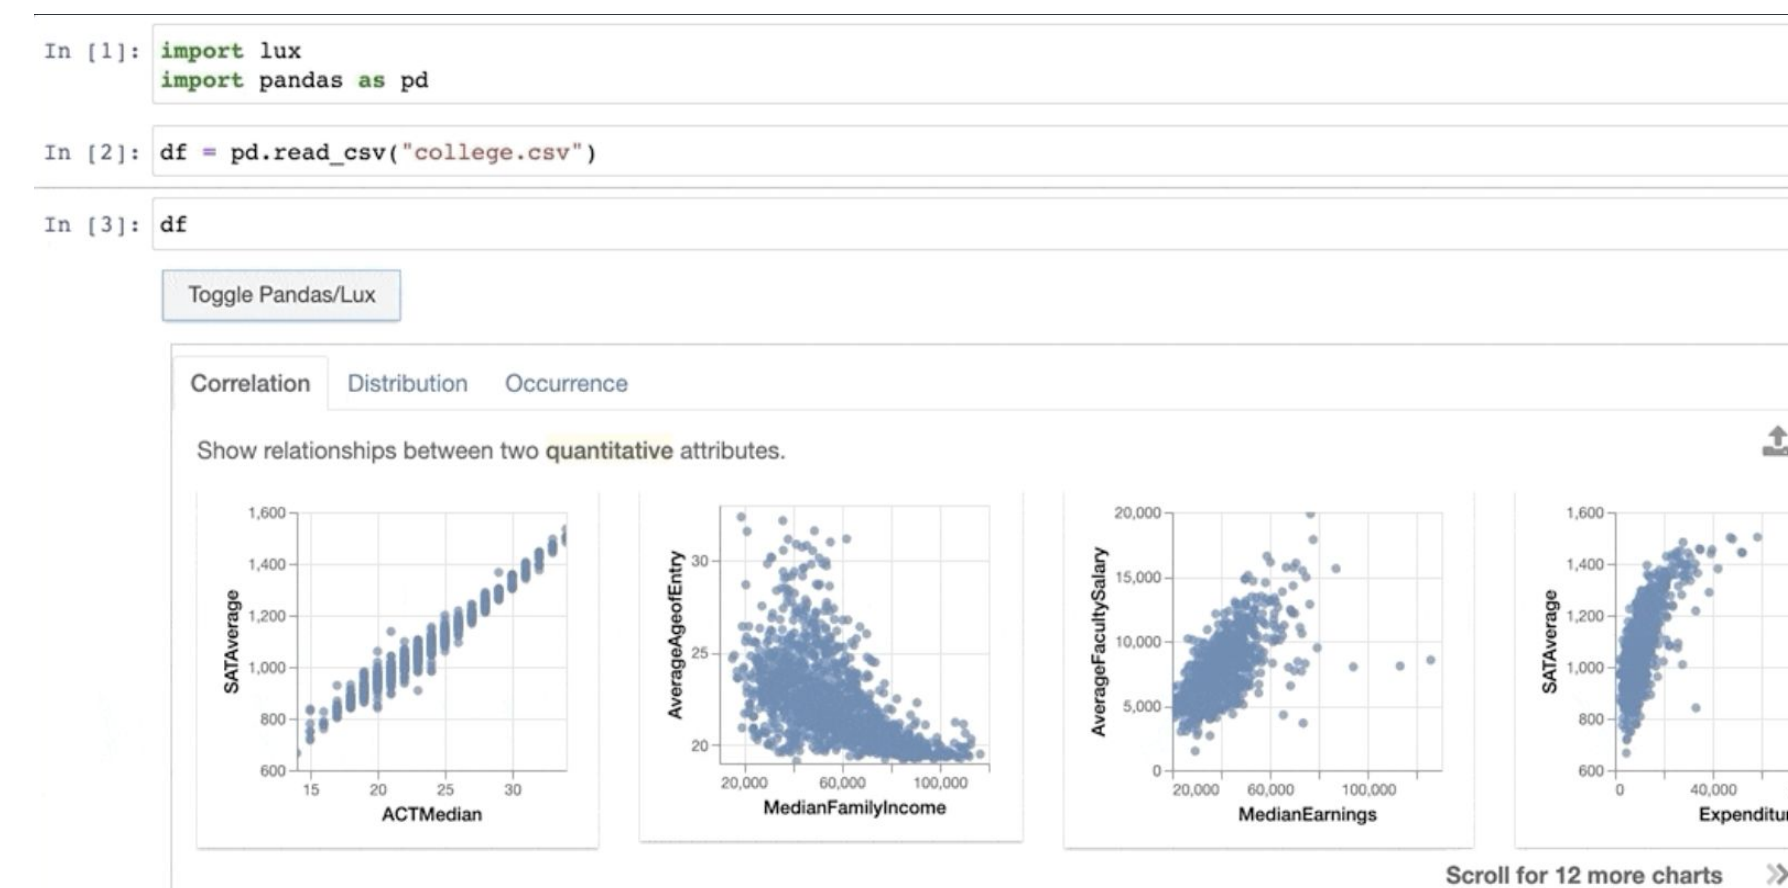 In [1]: import lux
import pandas as pd
In [2]: df = pd.read_csv("college.csv")
In [3]: df
Toggle Pandas/Lux
Correlation Distribution Occurrence
Show relationships between two quantitative attributes.
1,600
1,400
1,200
1,000
800
600
SATAverage
15 20 25 30
ACTMedian
30
25
20
AverageAgeofEntry
20,000 60,000 100,000
MedianFamilyIncome
20,000
15,000
10,000
5,000
0
AverageFacultySalary
20,000 60,000 100,000
MedianEarnings
1,600
1,400
1,200
1,000
800
600
SATAverage
0 40,000
Expenditu
Scroll for 12 more charts